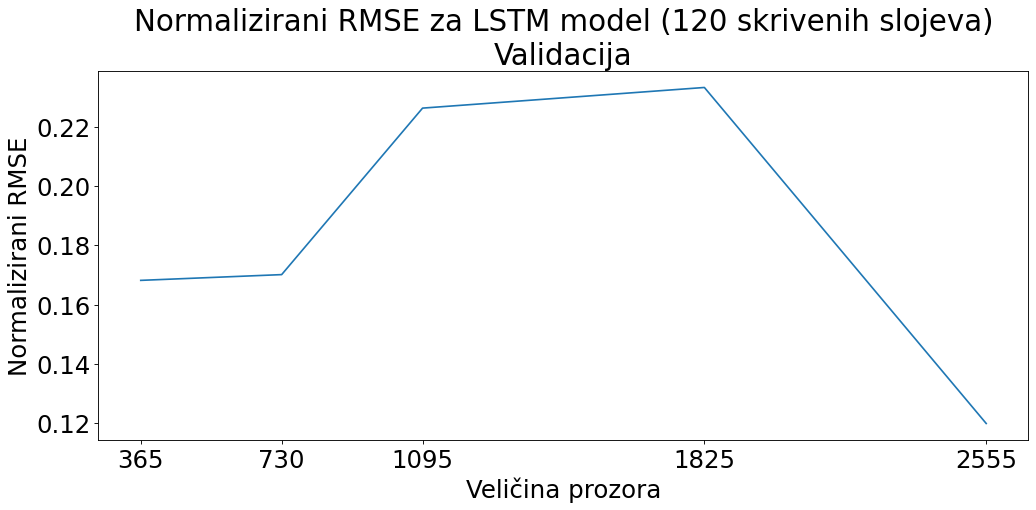 Normalizirani RMSE za LSTM model (120 skrivenih slojeva)
Validacija
Normalizirani RMSE
0.22
0.20
0.18
0.16
0.14
0.12
365 730 1095 1825 2555
Veličina prozora